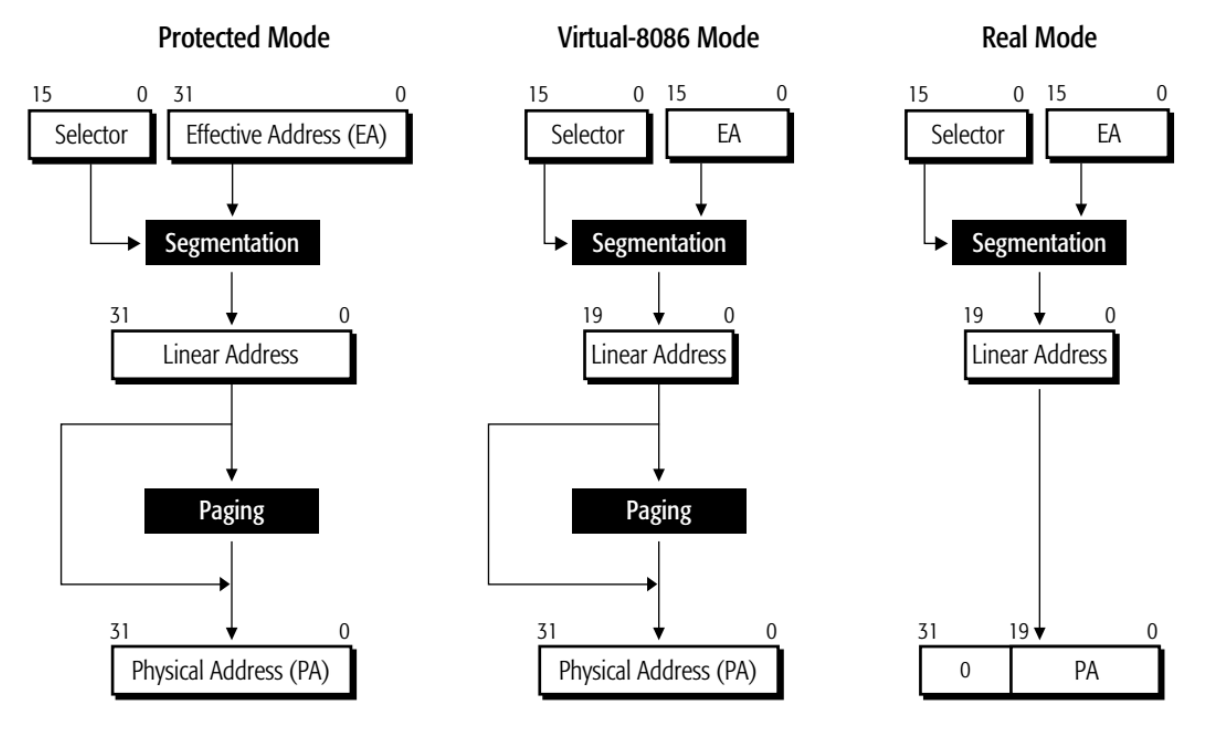 Protected Mode Virtual-8086 Mode Real Mode
15 0 31 0 15 0 15 0 15 0 15 0
Selector Effective Address (EA) Selector EA Selector EA
Segmentation Segmentation Segmentation
31 0 19 0 19 0
Linear Address Linear Address Linear Address
Paging Paging
31 0 31 0 31 19 0
Physical Address (PA) Physical Address (PA) 0 PA